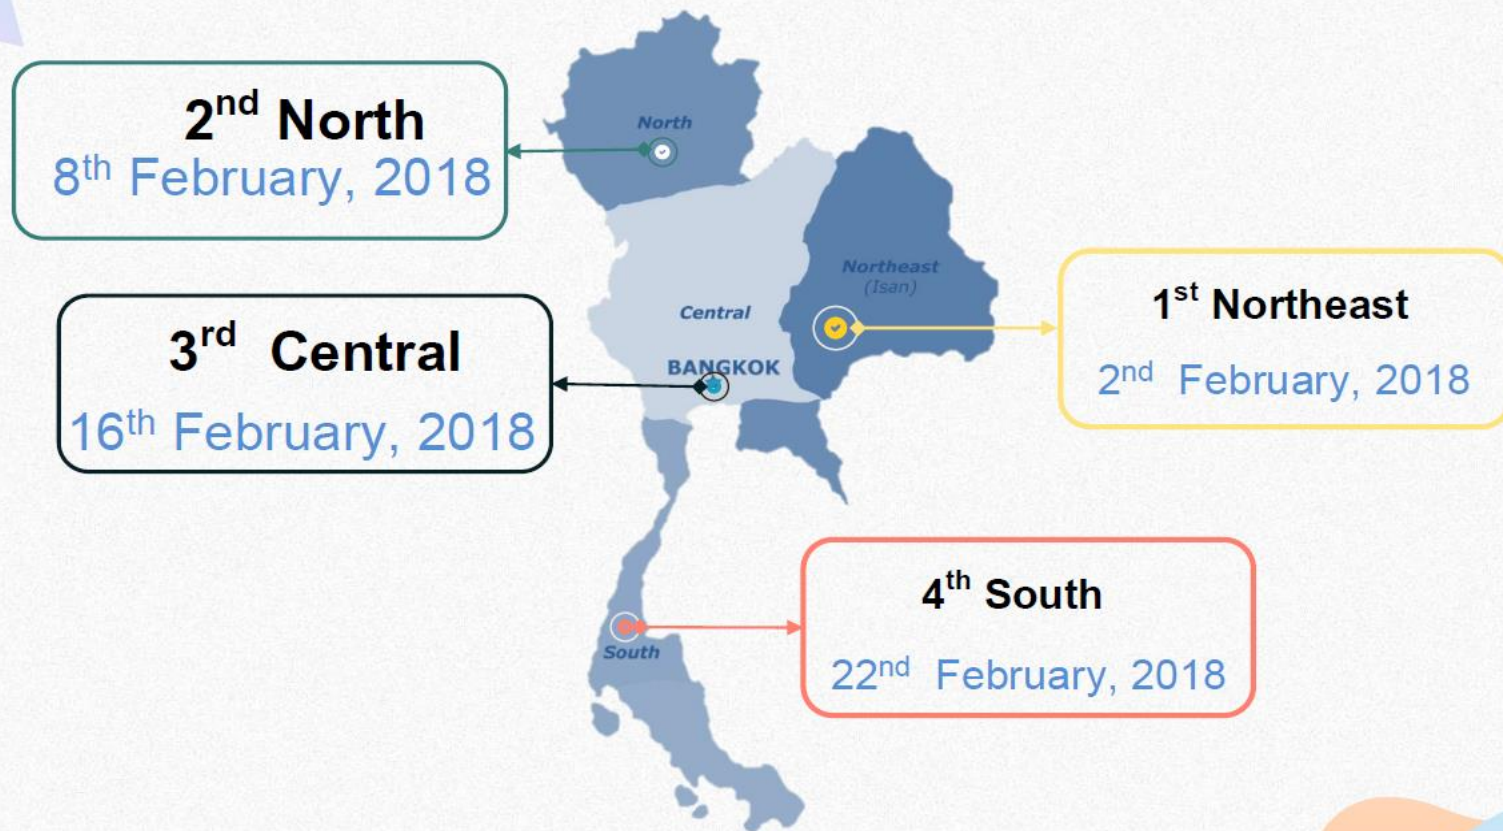 2nd North
8th February, 2018
North
Northeast
(Isan)
1st Northeast
2nd February, 2018
3rd Central
16th February, 2018
Central
BANGKOK
4th South
22nd February, 2018
South